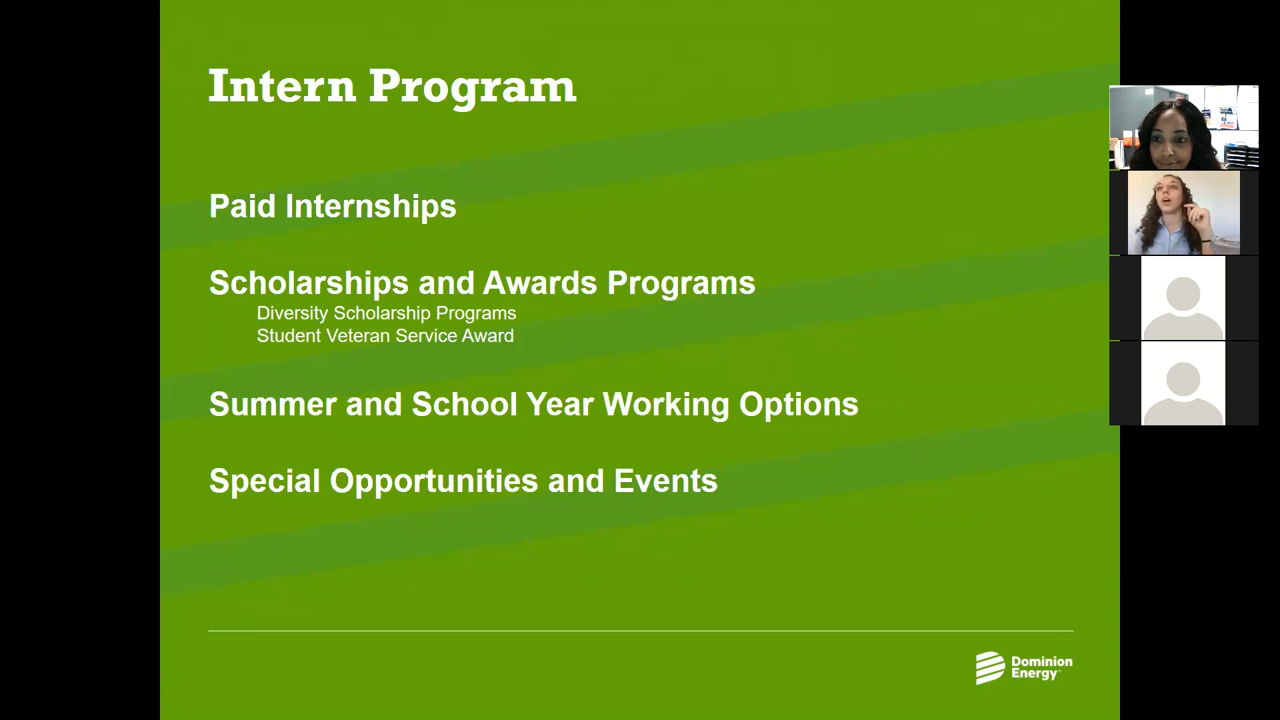 Intern Program
Paid Internships
Scholarships and Awards Programs
Diversity Scholarship Programs
Student Veteran Service Award
Summer and School Year Working Options
Special Opportunities and Events
Dominion
Energy